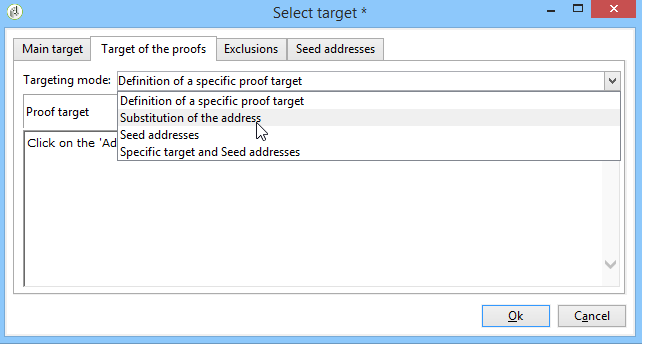 Select target *
Main target Target of the proofs Exclusions Seed addresses
Targeting mode: Definition of a specific proof target
Definition of a specific proof target
Proof target
Substitution of the address
Seed addresses
Click on the 'Ad
Specific target and Seed addresses
Ok Cancel